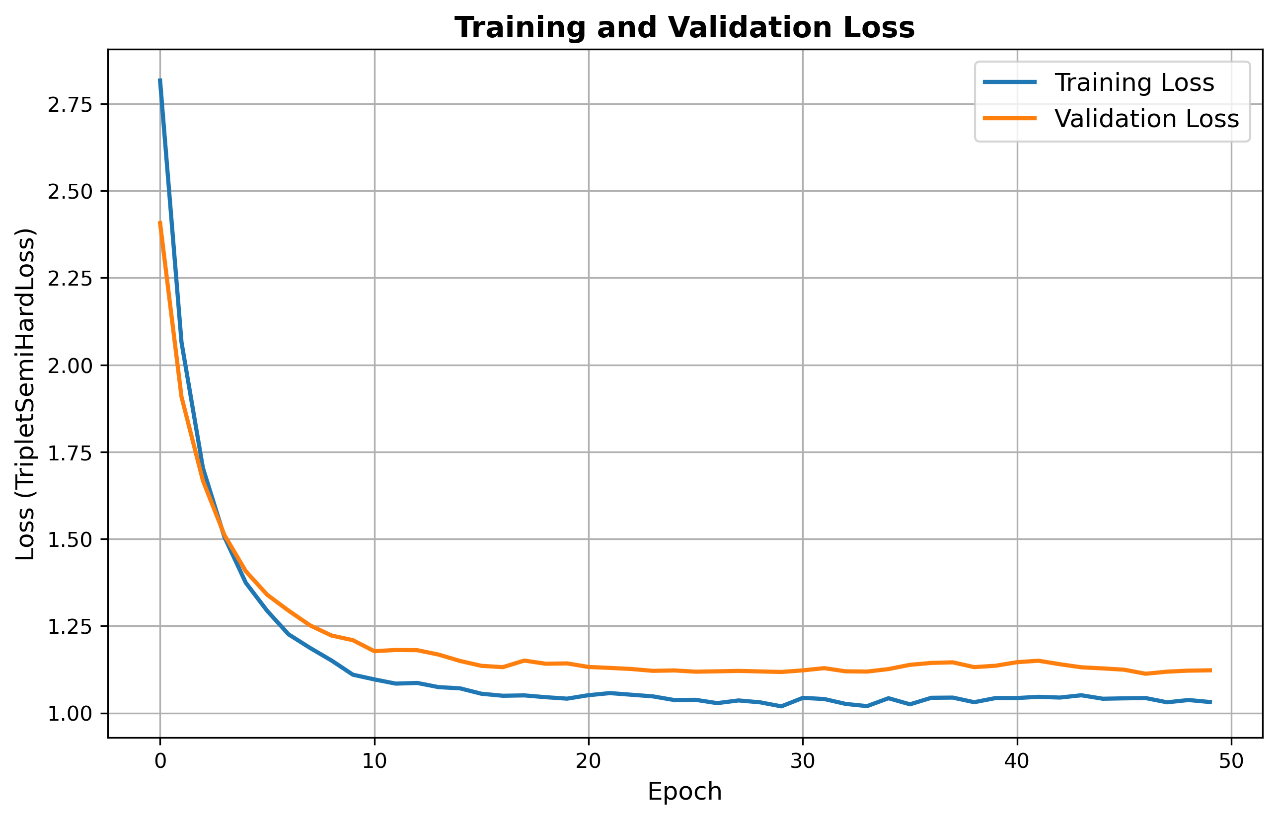 Training and Validation Loss
Training Loss
Validation Loss
Loss (TripletSemiHardLoss)
2.75
2.50
2.25
2.00
1.75
1.50
1.25
1.00
0 10 20 30 40 50
Epoch